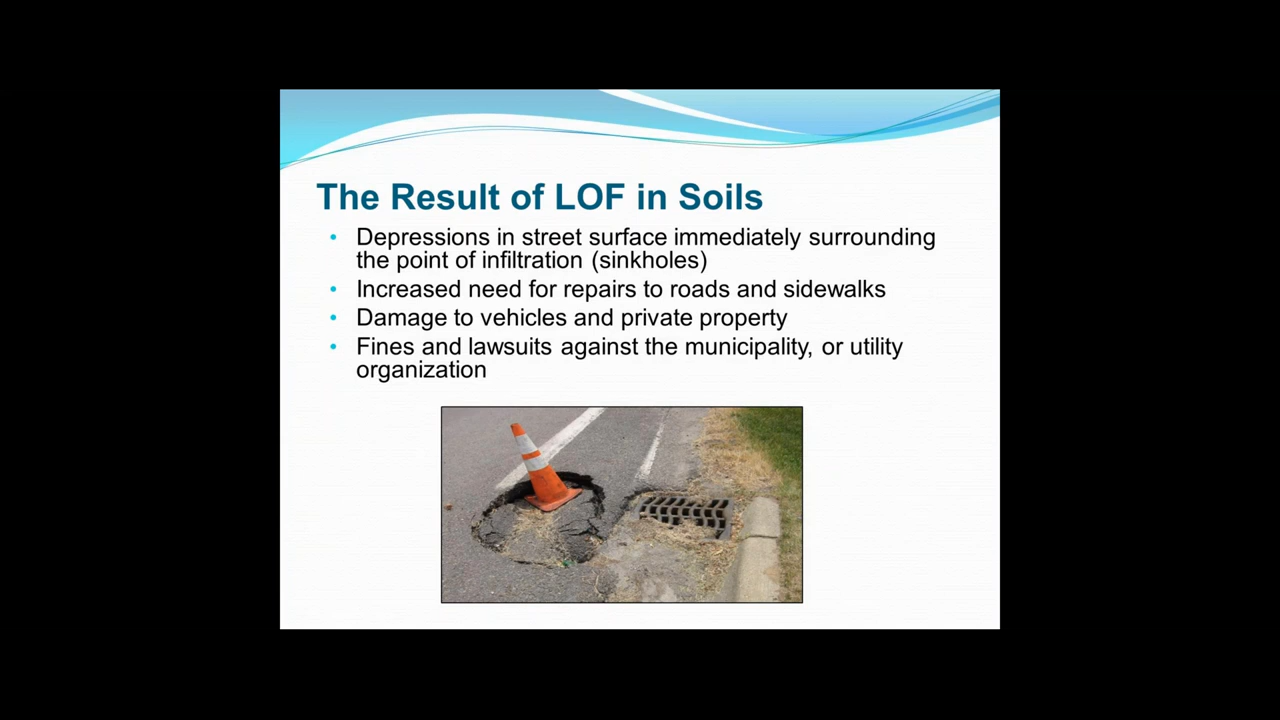 The Result of LOF in Soils
• Depressions in street surface immediately surrounding
the point of infiltration (sinkholes)
• Increased need for repairs to roads and sidewalks
• Damage to vehicles and private property
• Fines and lawsuits against the municipality, or utility
organization